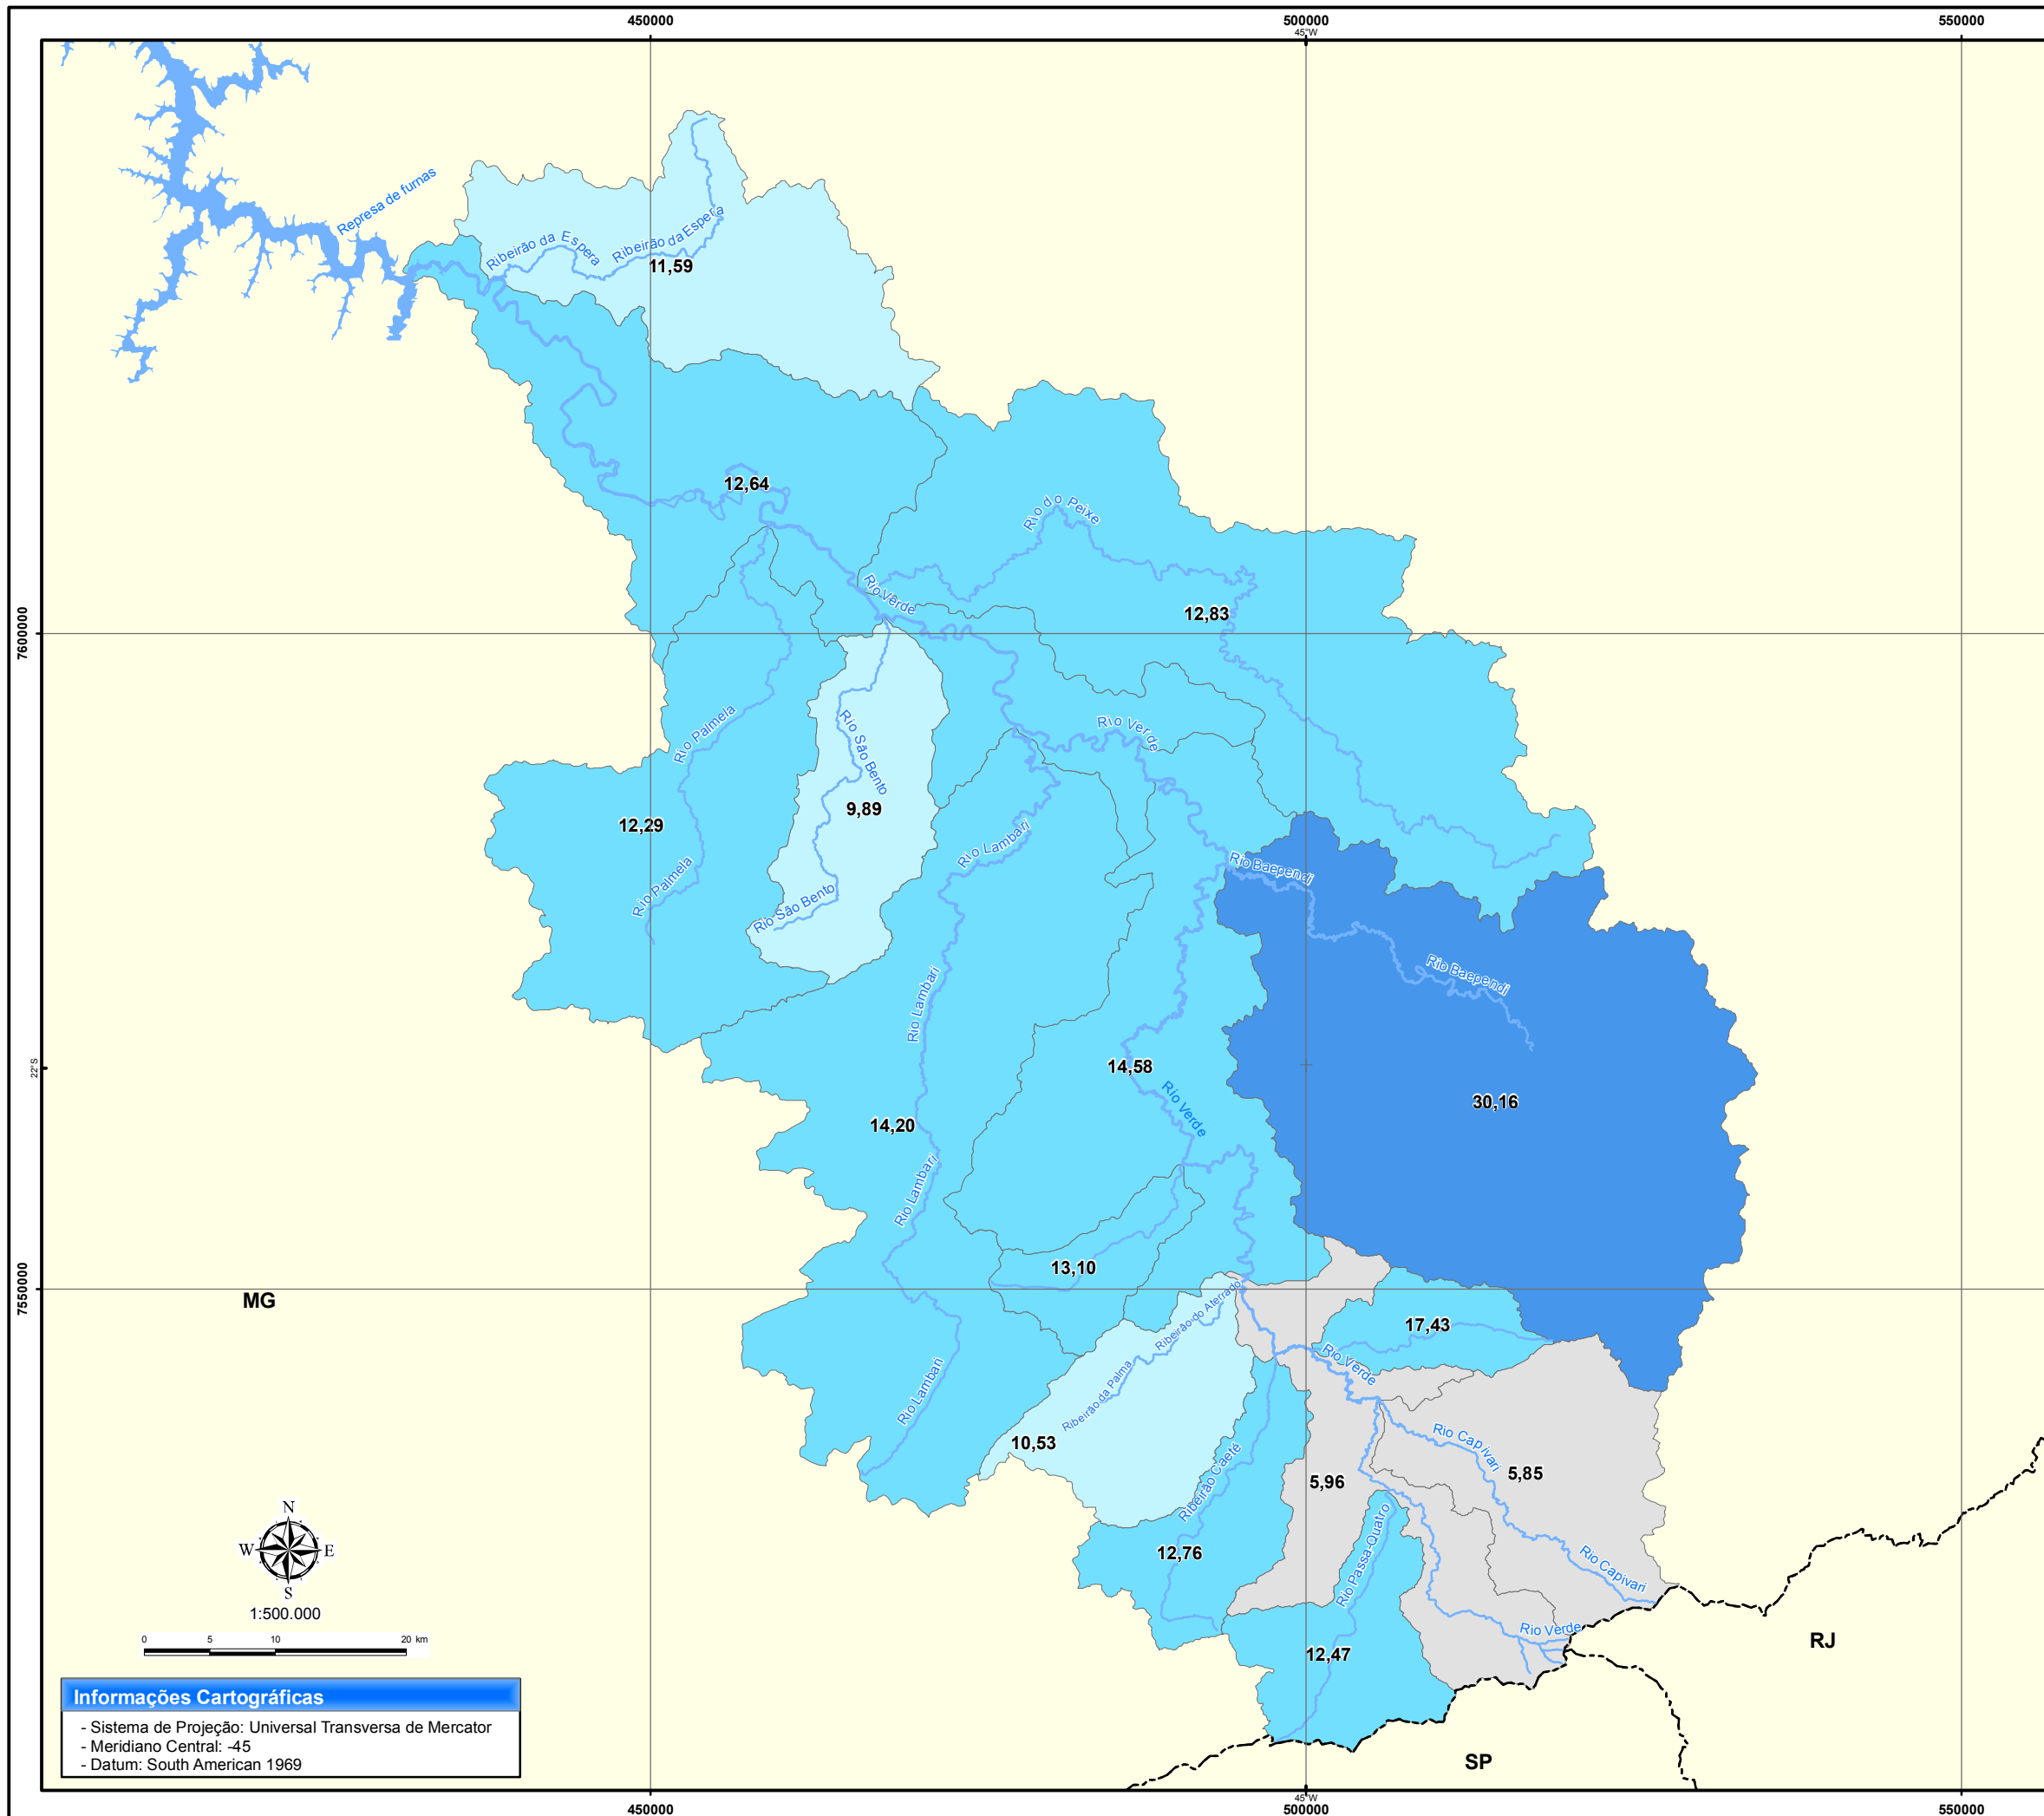 450000
500000
550000
45°W
Represa de furnas
Ribeirão da Espera
Ribeirão da Espera
11,59
12,64
Rio do Peixe
Rio Verde
12,83
7600000
Rio Palmela
Rio São Bento
Rio Verde
12,29
9,89
Rio Lambari
Rio Baependi
Rio Palmela
Rio São Bento
Rio Lambari
Rio Baependi
22°S
14,58
Rio Verde
30,16
14,20
Rio Lambari
13,10
7550000
MG
Ribeirão do Aterrado
17,43
Rio Verde
Rio Lambari
Ribeirão da Palma
10,53
Ribeirão Caeté
Rio Capivari
5,96
5,85
N
W
E
S
1:500.000
0
5
10
20 km
12,76
Rio Passa-Quatro
Rio Capivari
Rio Verde
12,47
RJ
SP
Informações Cartográficas
- Sistema de Projeção: Universal Transversa de Mercator
- Meridiano Central: -45
- Datum: South American 1969
45°W
450000
500000
550000